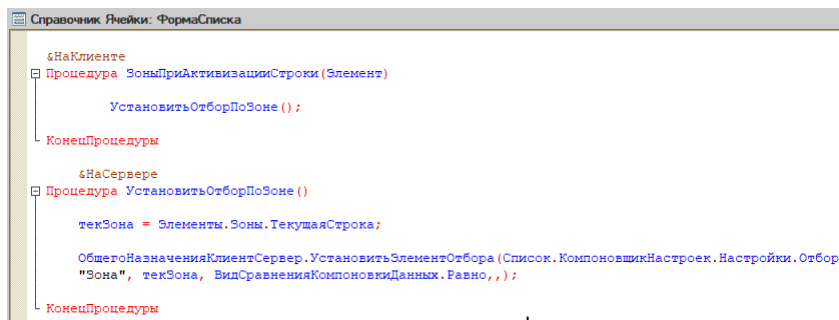 Справочник Ячейки: ФормаСписка
&НаКлиенте
Процедура ЗоныПриАктивизацииСтроки(Элемент)
УстановитьОтборПоЗоне();
КонецПроцедуры
&НаСервере
Процедура УстановитьОтборПоЗоне()
текЗона = Элементы.Зоны.ТекущаяСтрока;
ОбщегоНазначенияКлиентСервер.УстановитьЭлементОтбора(Список.КомпоновщикНастроек.Настройки.Отбор
"Зона", текЗона, ВидСравненияКомпоновкиДанных.Равно,,);
КонецПроцедуры